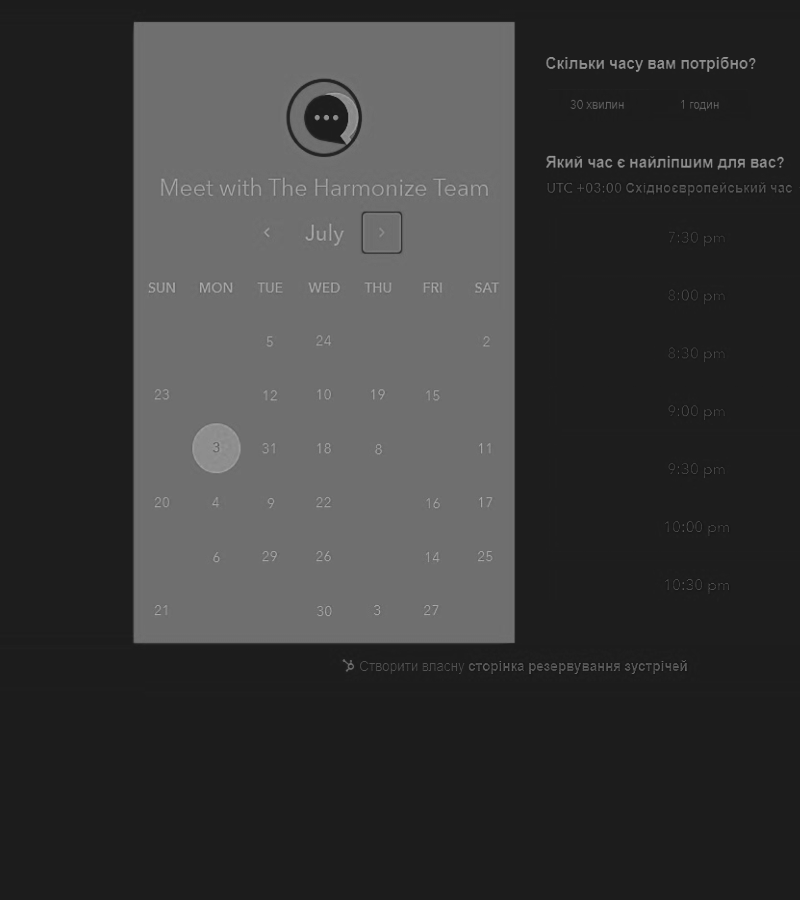 Meet with The Harmonize Team
July
SUN MON TUE WED THU FRI SAT
5 24 2
23 12 10 19 15
3 31 18 8 11
20 4 9 22 16 17
6 29 26 14 25
21 30 3 27
Скільки часу вам потрібно?
30 хвилин 1 годин
Який час є найліпшим для вас?
UTC +03:00 Східноєвропейський час
7:30 pm
8:00 pm
8:30 pm
9:00 pm
9:30 pm
10:00 pm
10:30 pm
Створити власну сторінка резервування зустрічей